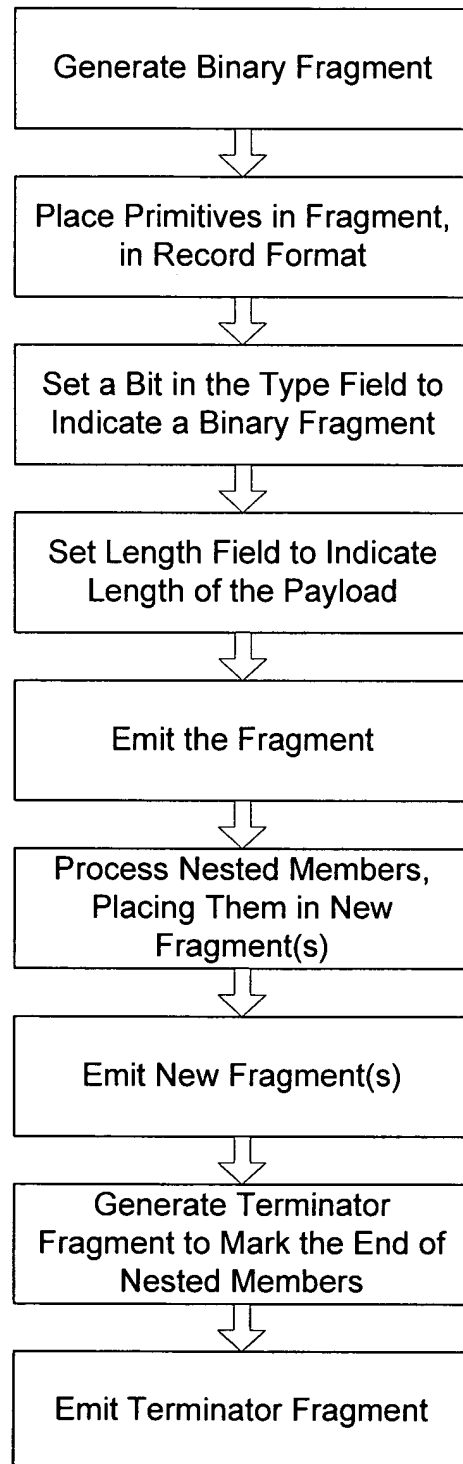 Generate Binary Fragment
Place Primitives in Fragment,
in Record Format
Set a Bit in the Type Field to
Indicate a Binary Fragment
Set Length Field to Indicate
Length of the Payload
Emit the Fragment
Process Nested Members,
Placing Them in New
Fragment(s)
Emit New Fragment(s)
Generate Terminator
Fragment to Mark the End of
Nested Members
Emit Terminator Fragment